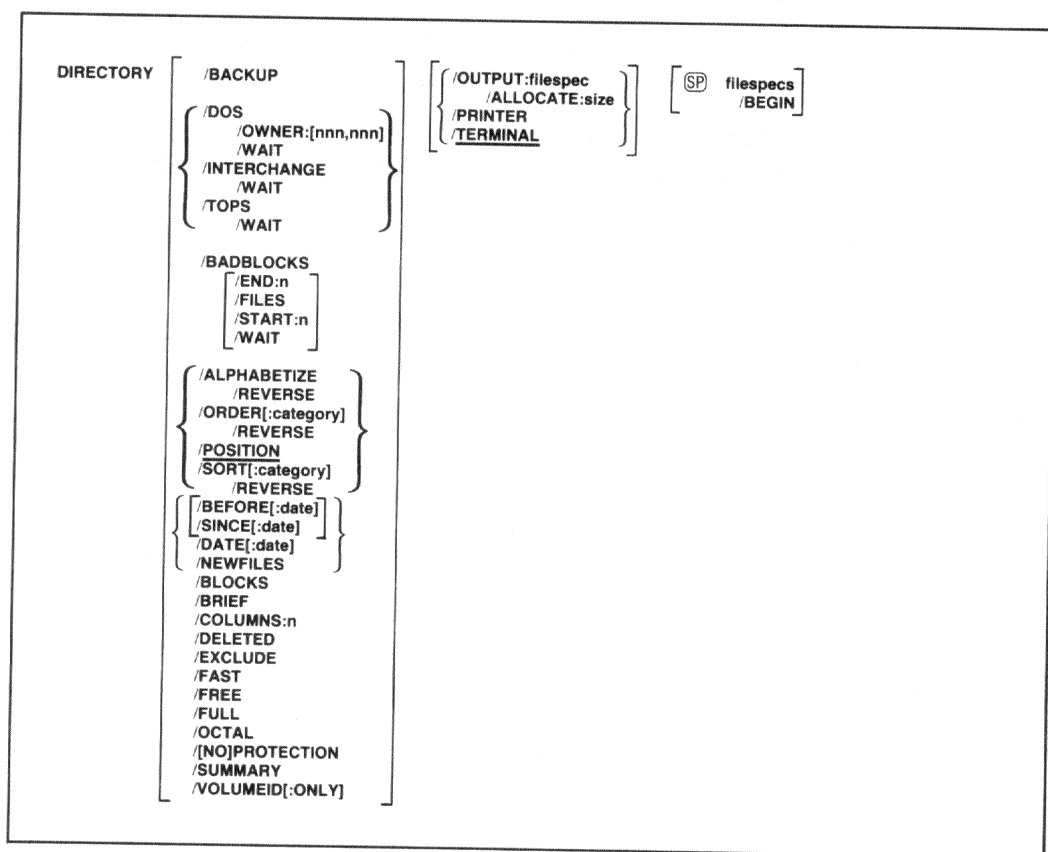 DIRECTORY /BACKUP /OUTPUT:filespec SP filespecs
/ALLOCATE:size /BEGIN
/DOS /PRINTER
/OWNER:[nnn,nnn] /TERMINAL
/WAIT
/INTERCHANGE
/WAIT
/TOPS
/WAIT
/BADBLOCKS
/END:n
/FILES
/START:n
/WAIT
/ALPHABETIZE
/REVERSE
/ORDER[:category]
/REVERSE
/POSITION
/SORT[:category]
/REVERSE
/BEFORE[:date]
/SINCE[:date]
/DATE[:date]
/NEWFILES
/BLOCKS
/BRIEF
/COLUMNS:n
/DELETED
/EXCLUDE
/FAST
/FREE
/FULL
/OCTAL
/[NO]PROTECTION
/SUMMARY
/VOLUMEID[:ONLY]